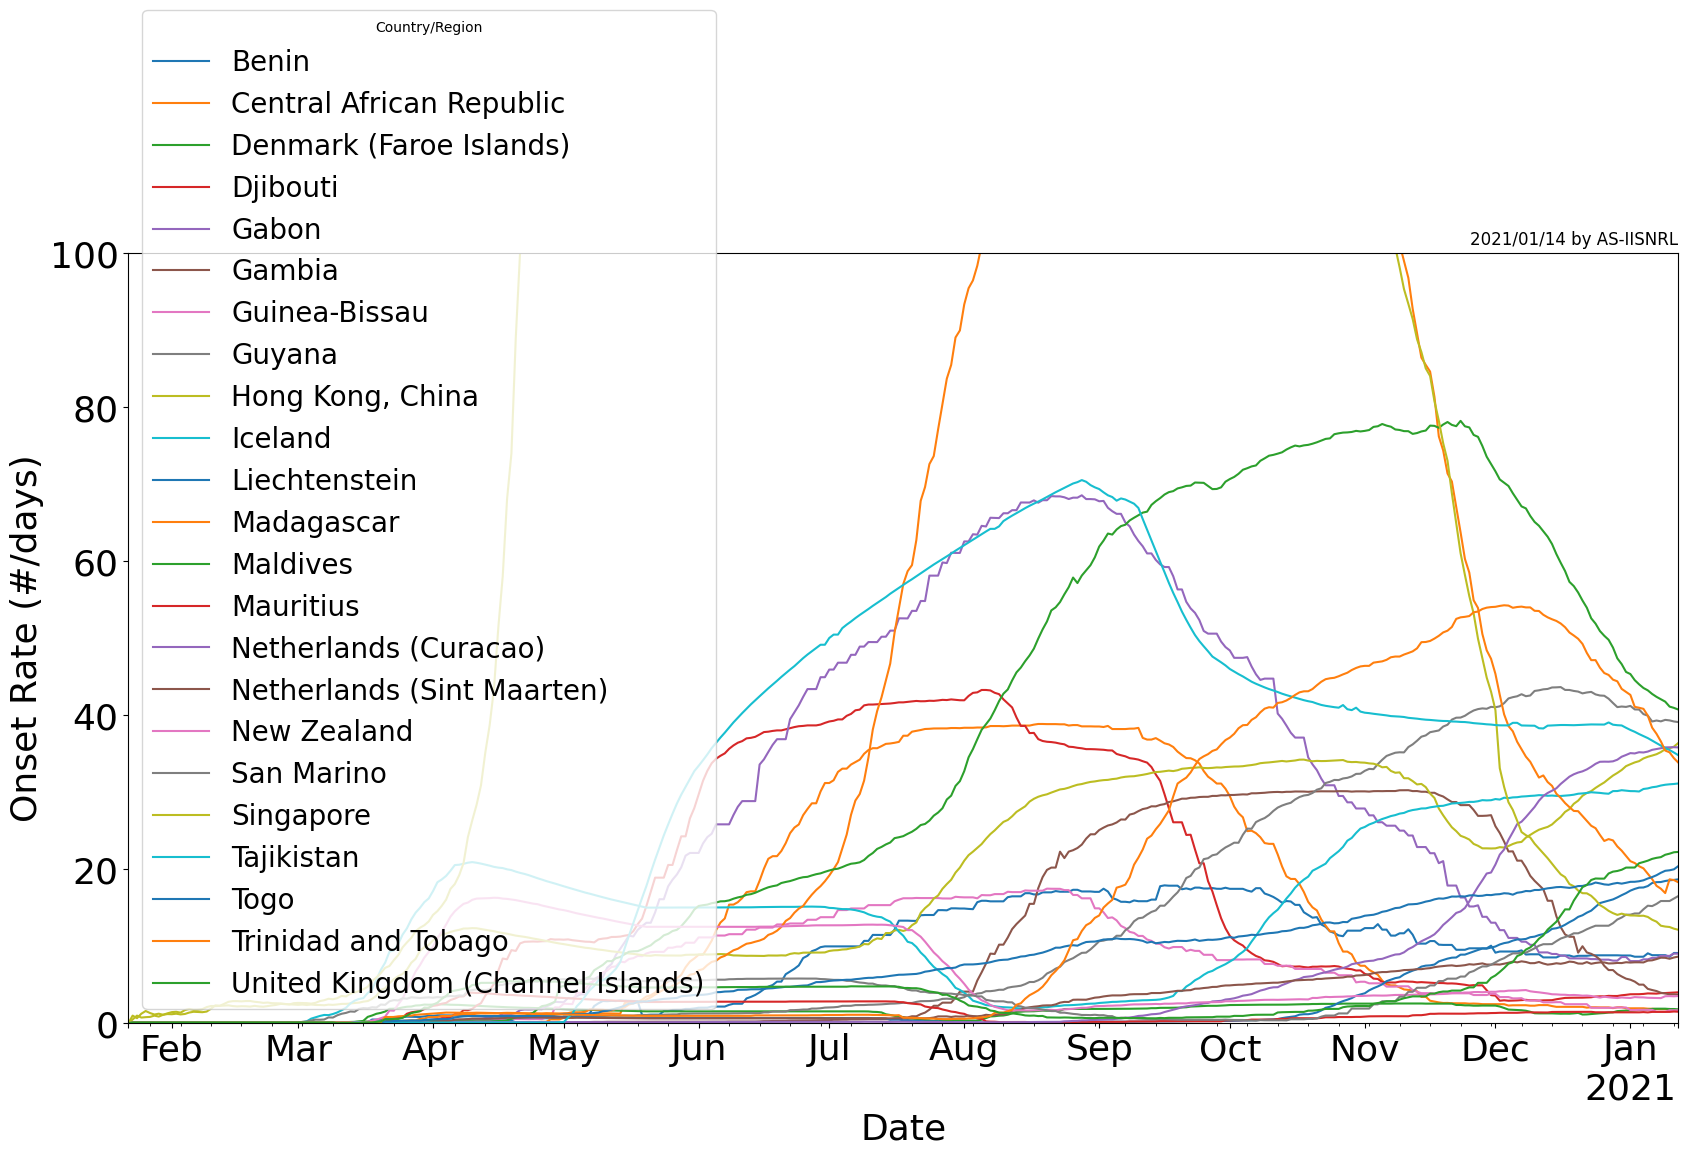 Country/Region
Benin
Central African Republic
Denmark (Faroe Islands)
Djibouti
Gabon
Gambia
Guinea-Bissau
Guyana
Hong Kong, China
Iceland
Liechtenstein
Madagascar
Maldives
Mauritius
Netherlands (Curacao)
Netherlands (Sint Maarten)
New Zealand
San Marino
Singapore
Tajikistan
Togo
Trinidad and Tobago
United Kingdom (Channel Islands)
2021/01/14 by AS-IISNRL
100
80
60
40
20
0
Onset Rate (#/days)
Feb Mar Apr May Jun Jul Aug Sep Oct Nov Dec Jan
2021
Date